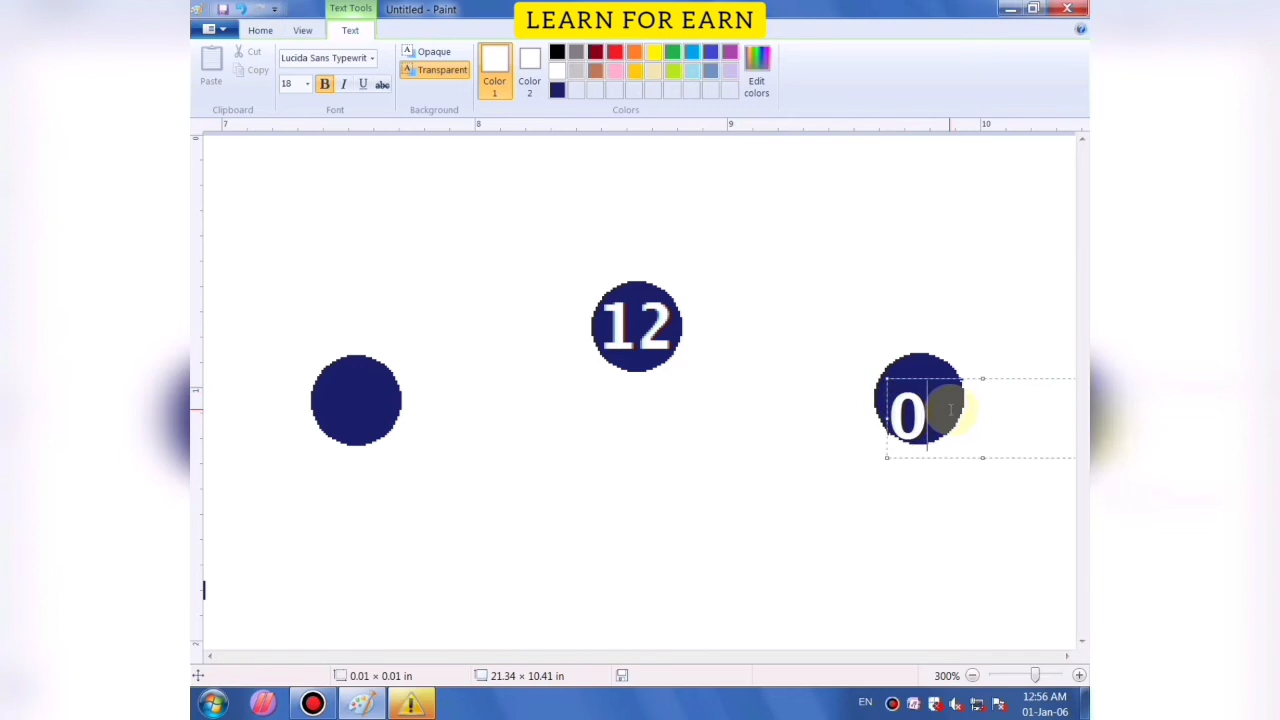 LEARN FOR EARN
Text Tools
Untitled - Paint
Home
View
Text
Paste
Cut
Copy
Clipboard
Lucida Sans Typewrit
18
B I U abc
Font
Opaque
Transparent
Background
Color 1
Color 2
Edit colors
Colors
7 8 9 10
12
0
0.01 × 0.01 in
21.34 × 10.41 in
300%
EN
12:56 AM
01-Jan-06